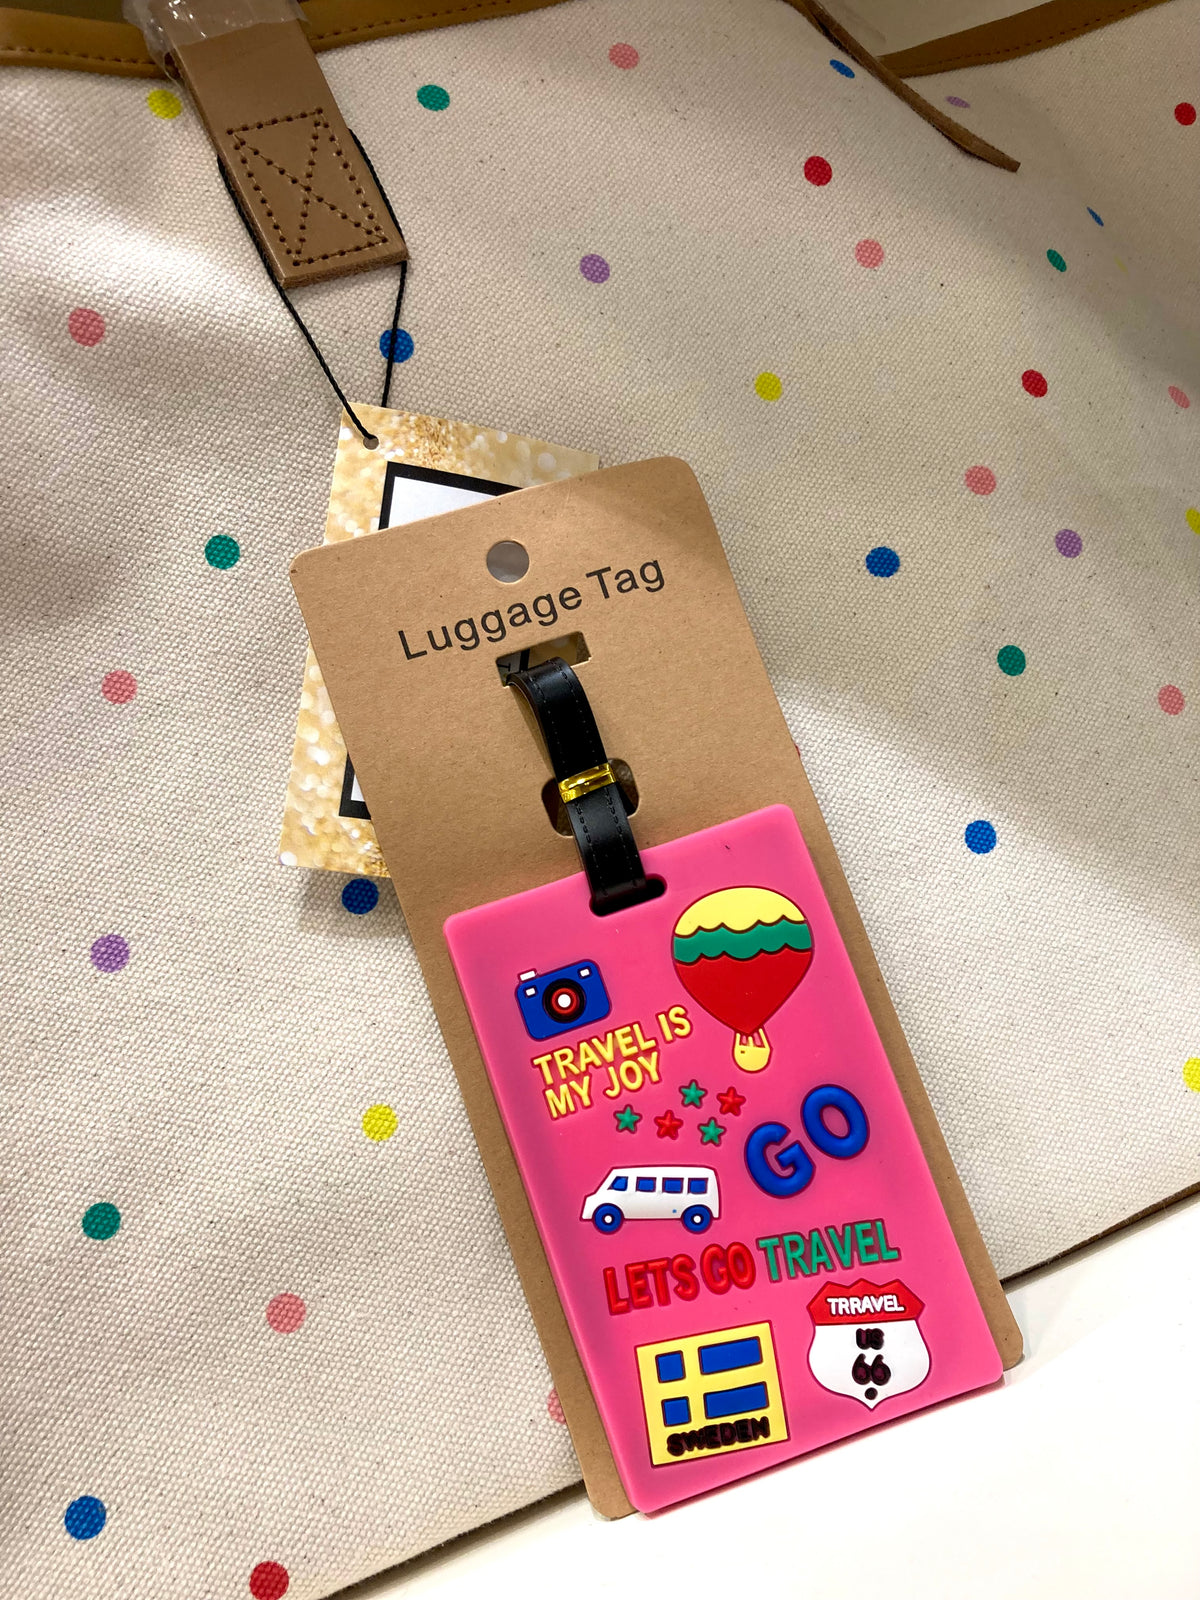 Luggage Tag
TRAVEL IS
MY JOY
GO
LETS GO TRAVEL
TRRAVEL
US
66
SWEDEN